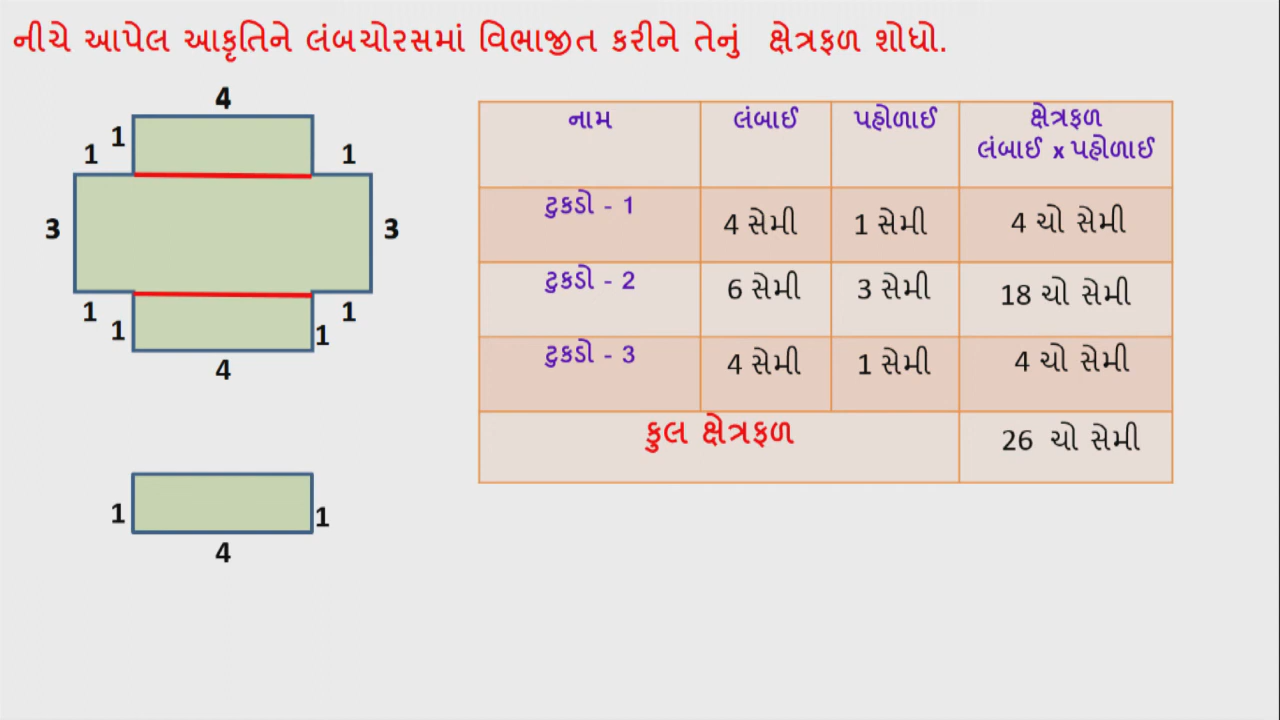 નીચે આપેલ આકૃતિને લંબચોરસમાં વિભાજીત કરીને તેનું ક્ષેત્રફળ શોધો.
4
1
1 1
3 3
1 1
1 1
4
1 1
4
નામ લંબાઈ પહોળાઈ ક્ષેત્રફળ
લંબાઈ x પહોળાઈ
ટુકડો - 1 4 સેમી 1 સેમી 4 ચો સેમી
ટુકડો - 2 6 સેમી 3 સેમી 18 ચો સેમી
ટુકડો - 3 4 સેમી 1 સેમી 4 ચો સેમી
કુલ ક્ષેત્રફળ 26 ચો સેમી